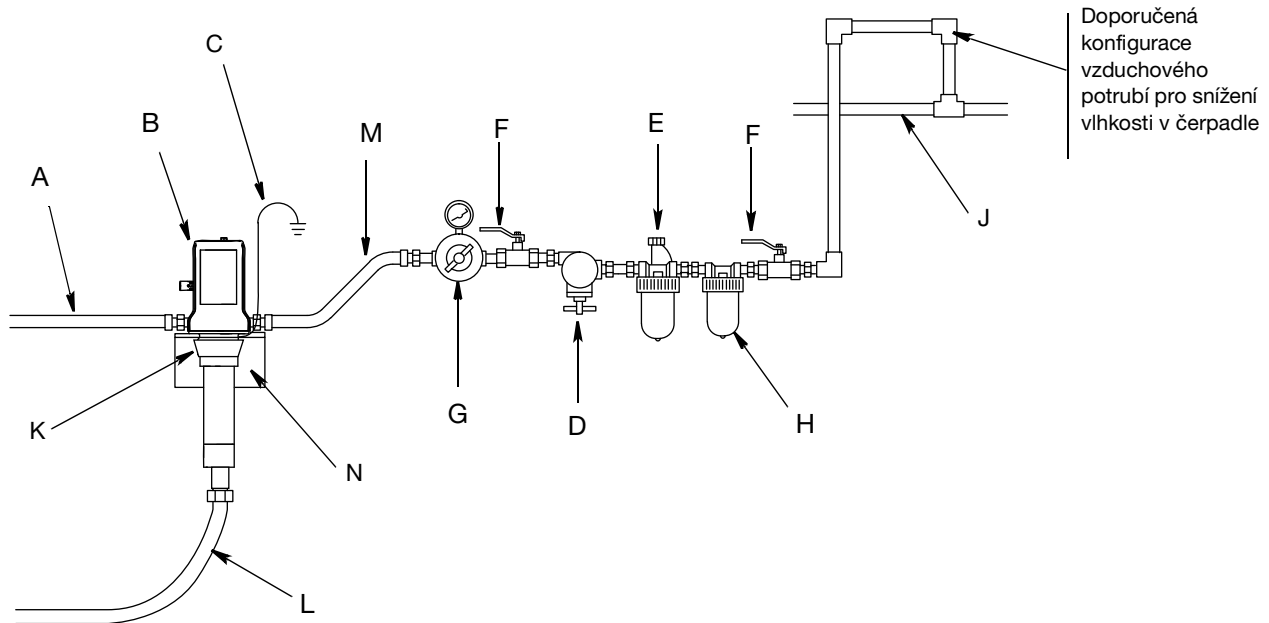 Doporučená
konfigurace
vzduchového
potrubí pro snížení
vlhkosti v čerpadle
C
B
A
M
F
E
F
J
G
D
H
K
N
L